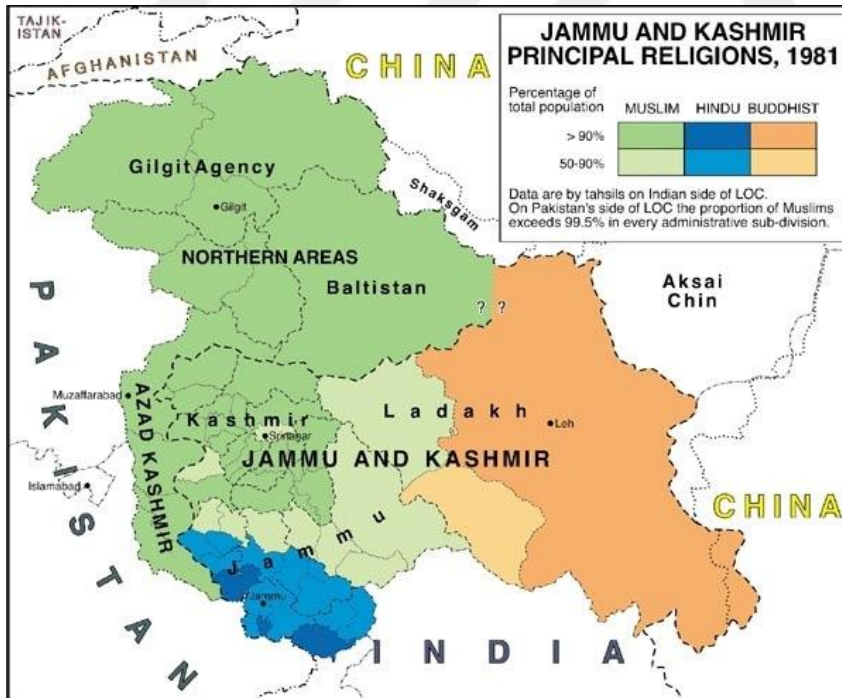 TAJIK-
ISTAN
AFGHANISTAN
CHINA
JAMMU AND KASHMIR
PRINCIPAL RELIGIONS, 1981
Percentage of
total population
MUSLIM HINDU BUDDHIST
> 90%
50-90%
Data are by tahsils on Indian side of LOC.
On Pakistan's side of LOC the proportion of Muslims
exceeds 99.5% in every administrative sub-division.
Gilgit Agency
Gilgit
Shaksgam
NORTHERN AREAS
Baltistan
? ?
Aksai
Chin
PAKISTAN
Muzaffarabad
AZAD KASHMIR
Kashmir
Srinagar
Ladakh
Leh
JAMMU AND KASHMIR
Islamabad
CHINA
Jammu
Jammu
INDIA